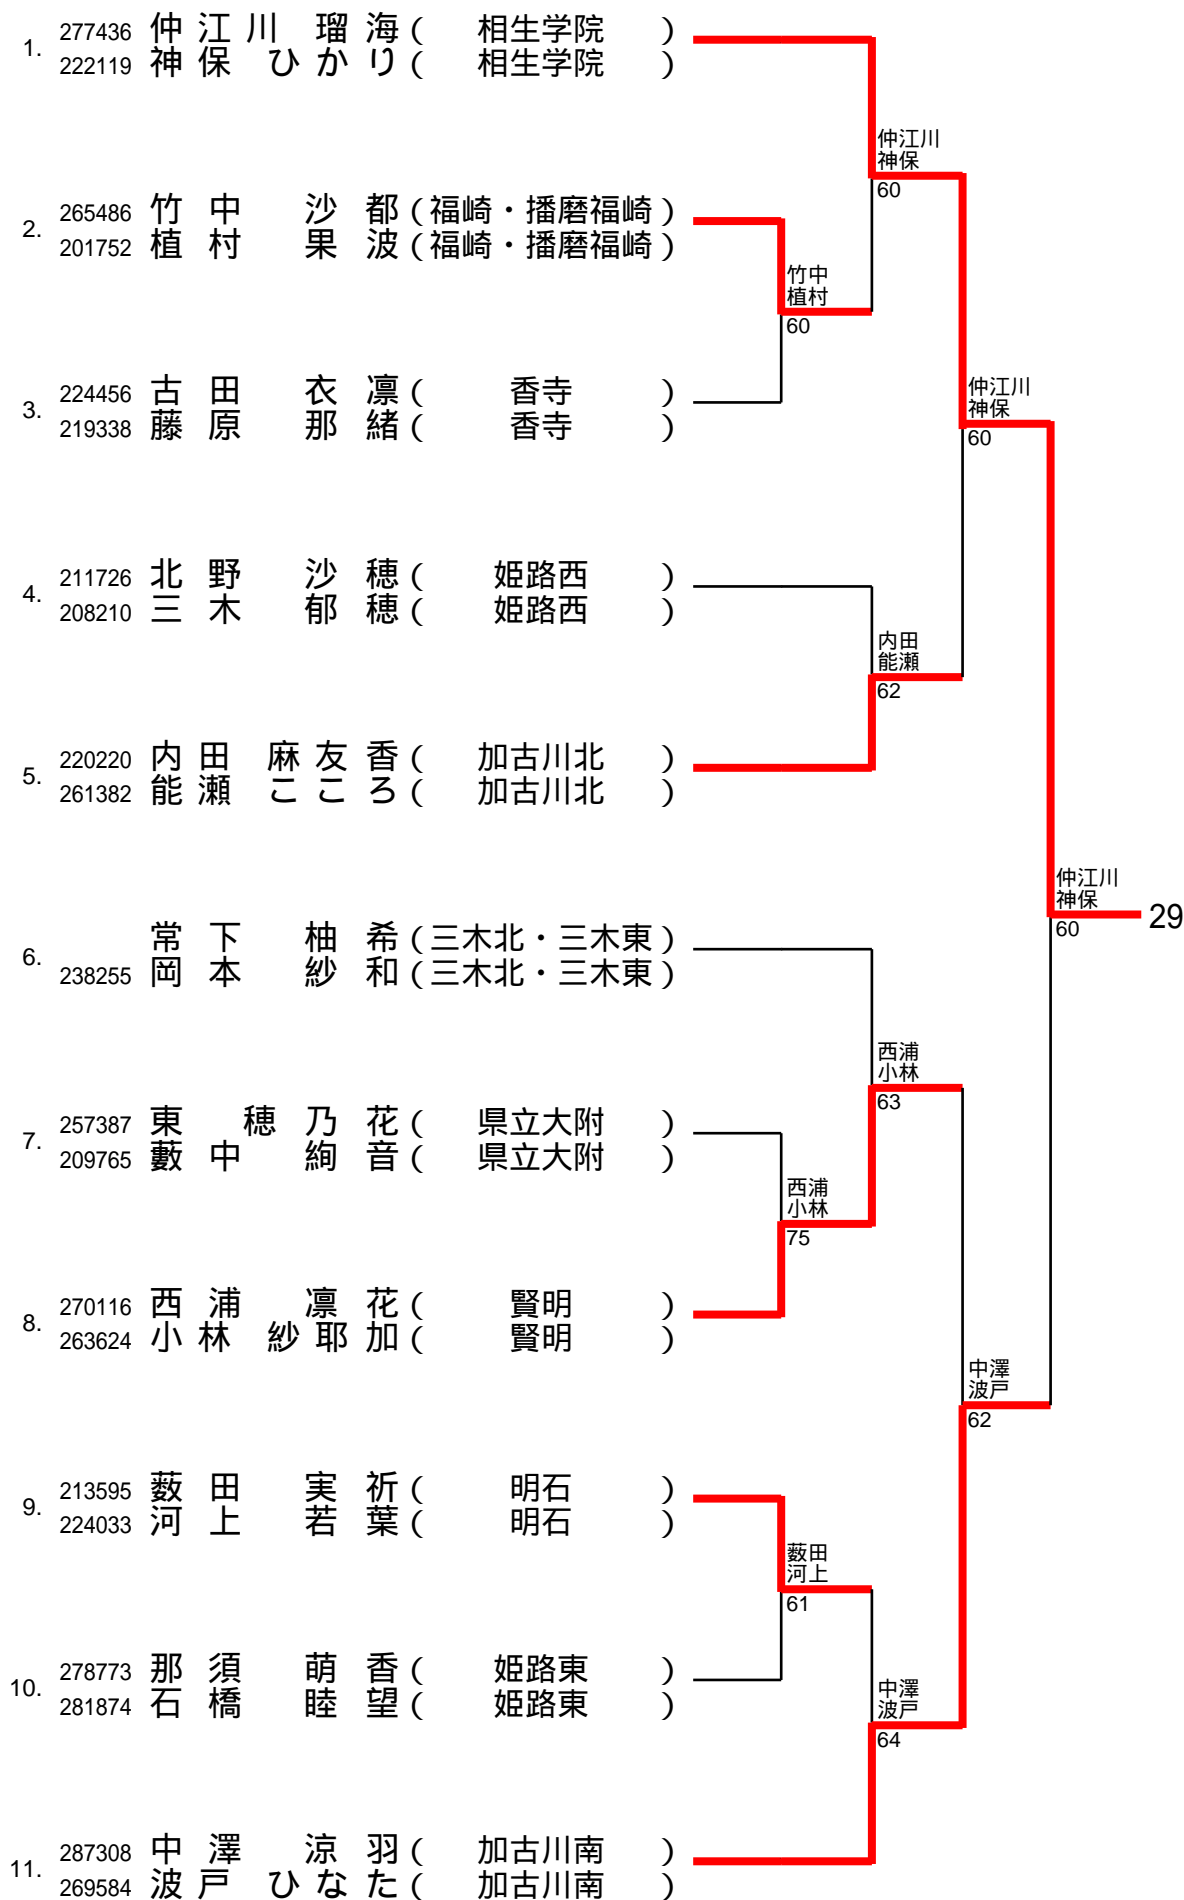 1. 277436 仲江川 瑠海 ( 相生学院 )
222119 神保 ひかり ( 相生学院 )
仲江川
神保
60
2. 265486 竹中 沙都 (福崎・播磨福崎)
201752 植村 果波 (福崎・播磨福崎)
竹中
植村
60
3. 224456 古田 衣凛 ( 香寺 )
219338 藤原 那緒 ( 香寺 )
仲江川
神保
60
4. 211726 北野 沙穂 ( 姫路西 )
208210 三木 郁穂 ( 姫路西 )
内田
能瀬
62
5. 220220 内田 麻友香 ( 加古川北 )
261382 能瀬 こころ ( 加古川北 )
仲江川
神保
60
29
6. 常下 柚希 (三木北・三木東)
238255 岡本 紗和 (三木北・三木東)
西浦
小林
63
7. 257387 東 穂乃花 ( 県立大附 )
209765 藪中 絢音 ( 県立大附 )
西浦
小林
75
8. 270116 西浦 凛花 ( 賢明 )
263624 小林 紗耶加 ( 賢明 )
中澤
波戸
62
9. 213595 薮田 実祈 ( 明石 )
224033 河上 若葉 ( 明石 )
薮田
河上
61
10. 278773 那須 萌香 ( 姫路東 )
281874 石橋 睦望 ( 姫路東 )
中澤
波戸
64
11. 287308 中澤 涼羽 ( 加古川南 )
269584 波戸 ひなた ( 加古川南 )